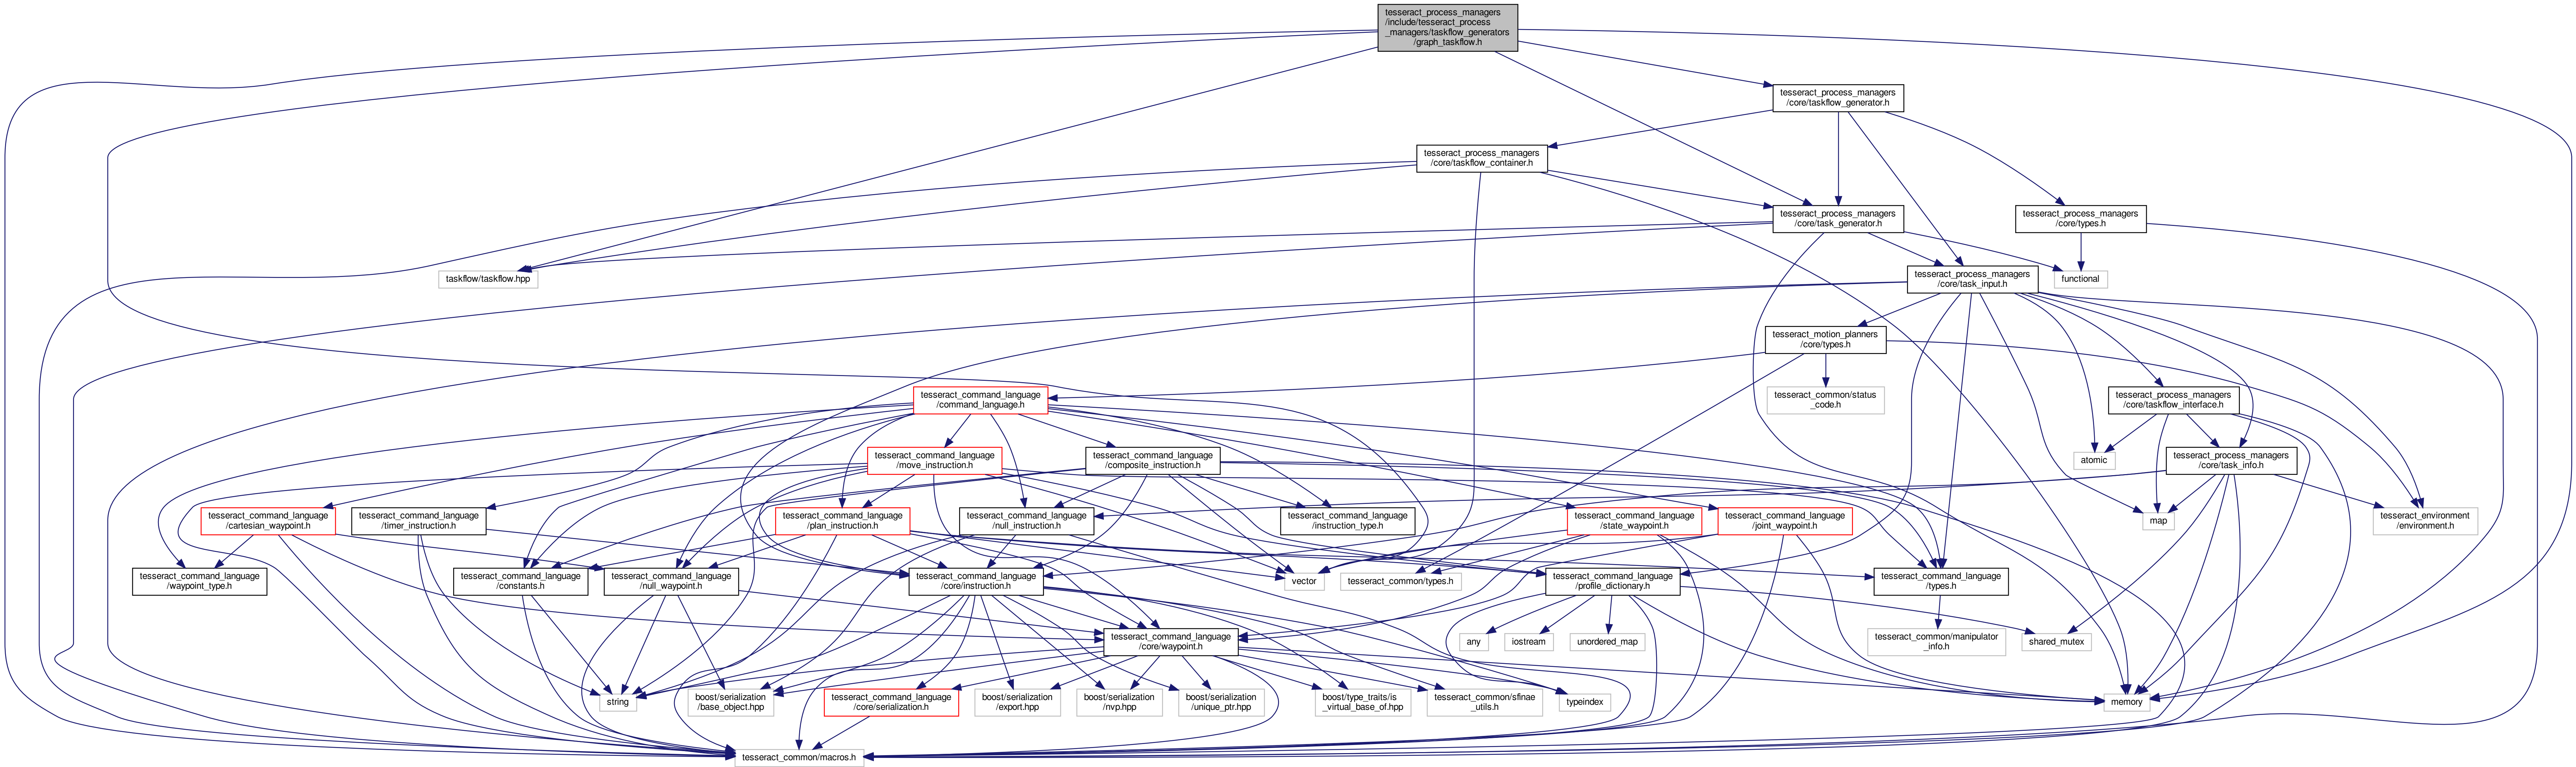 tesseract_process_managers
/include/tesseract_process
_managers/taskflow_generators
/graph_taskflow.h
tesseract_process_managers
/core/taskflow_generator.h
tesseract_process_managers
/core/taskflow_container.h
tesseract_process_managers
/core/task_generator.h
tesseract_process_managers
/core/types.h
taskflow/taskflow.hpp
tesseract_process_managers
/core/task_input.h
functional
tesseract_motion_planners
/core/types.h
tesseract_command_language
/command_language.h
tesseract_common/status
_code.h
tesseract_process_managers
/core/taskflow_interface.h
tesseract_command_language
/move_instruction.h
tesseract_command_language
/composite_instruction.h
atomic
tesseract_process_managers
/core/task_info.h
tesseract_command_language
/cartesian_waypoint.h
tesseract_command_language
/timer_instruction.h
tesseract_command_language
/plan_instruction.h
tesseract_command_language
/null_instruction.h
tesseract_command_language
/instruction_type.h
tesseract_command_language
/state_waypoint.h
tesseract_command_language
/joint_waypoint.h
map
tesseract_environment
/environment.h
tesseract_command_language
/waypoint_type.h
tesseract_command_language
/constants.h
tesseract_command_language
/null_waypoint.h
tesseract_command_language
/core/instruction.h
vector
tesseract_common/types.h
tesseract_command_language
/profile_dictionary.h
tesseract_command_language
/types.h
tesseract_command_language
/core/waypoint.h
any
iostream
unordered_map
tesseract_common/manipulator
_info.h
shared_mutex
string
boost/serialization
/base_object.hpp
tesseract_command_language
/core/serialization.h
boost/serialization
/export.hpp
boost/serialization
/nvp.hpp
boost/serialization
/unique_ptr.hpp
boost/type_traits/is
_virtual_base_of.hpp
tesseract_common/sfinae
_utils.h
typeindex
memory
tesseract_common/macros.h